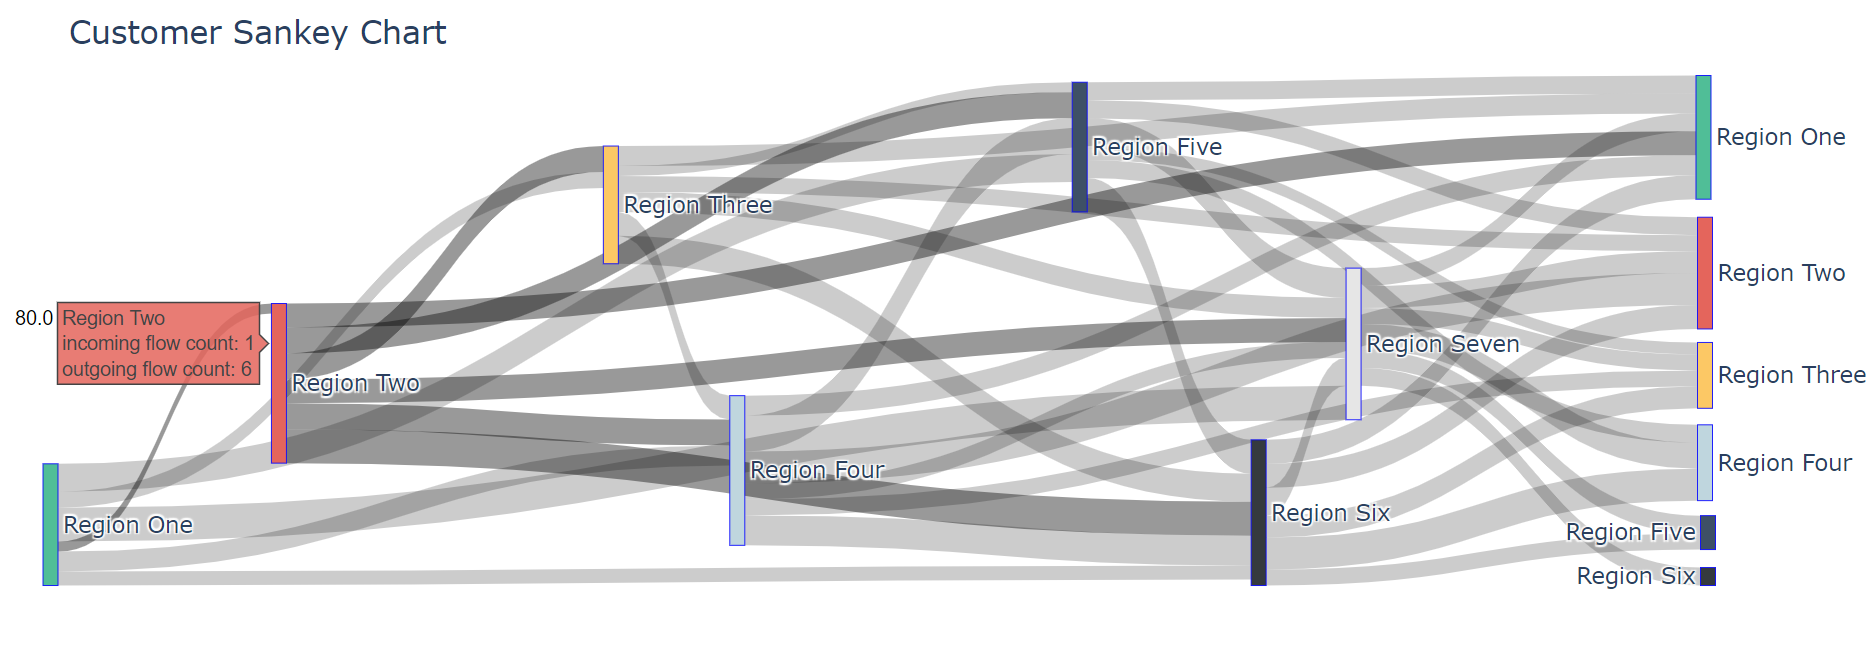 Customer Sankey Chart
Region Five
Region One
Region Three
Region Two
80.0
Region Two
incoming flow count: 1
outgoing flow count: 6
Region Seven
Region Three
Region Two
Region Four
Region Four
Region One
Region Six
Region Five
Region Six